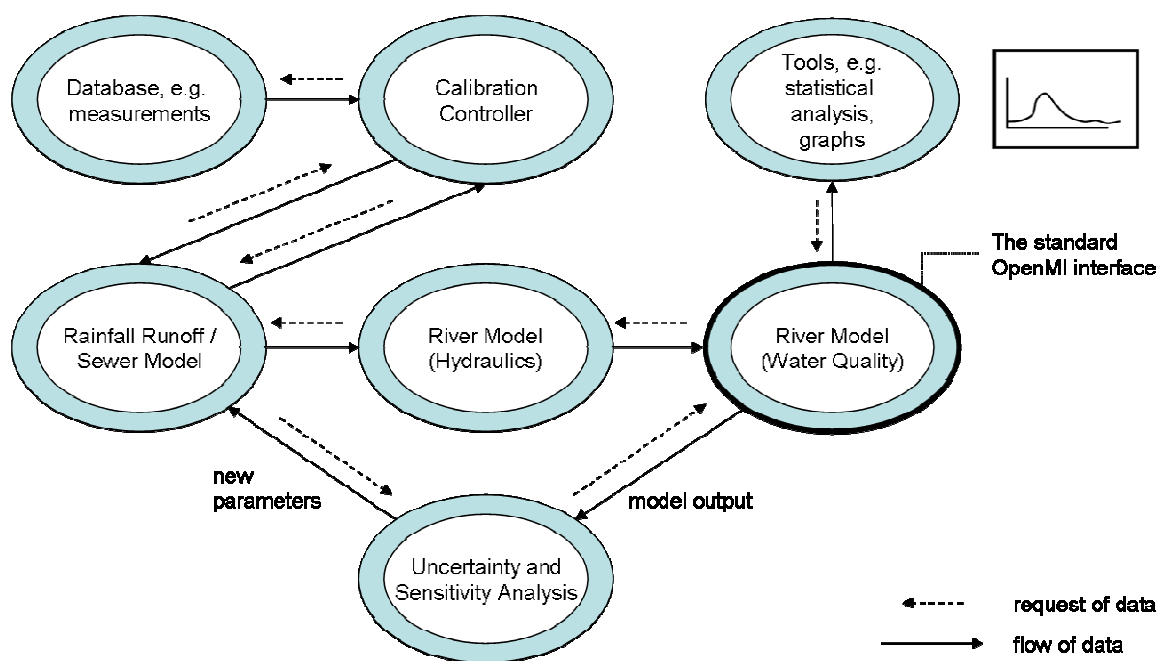 Database, e.g.
measurements
Calibration
Controller
Tools, e.g.
statistical
analysis,
graphs
The standard
OpenMI interface
Rainfall Runoff /
Sewer Model
River Model
(Hydraulics)
River Model
(Water Quality)
new
parameters
model output
Uncertainty and
Sensitivity Analysis
request of data
flow of data